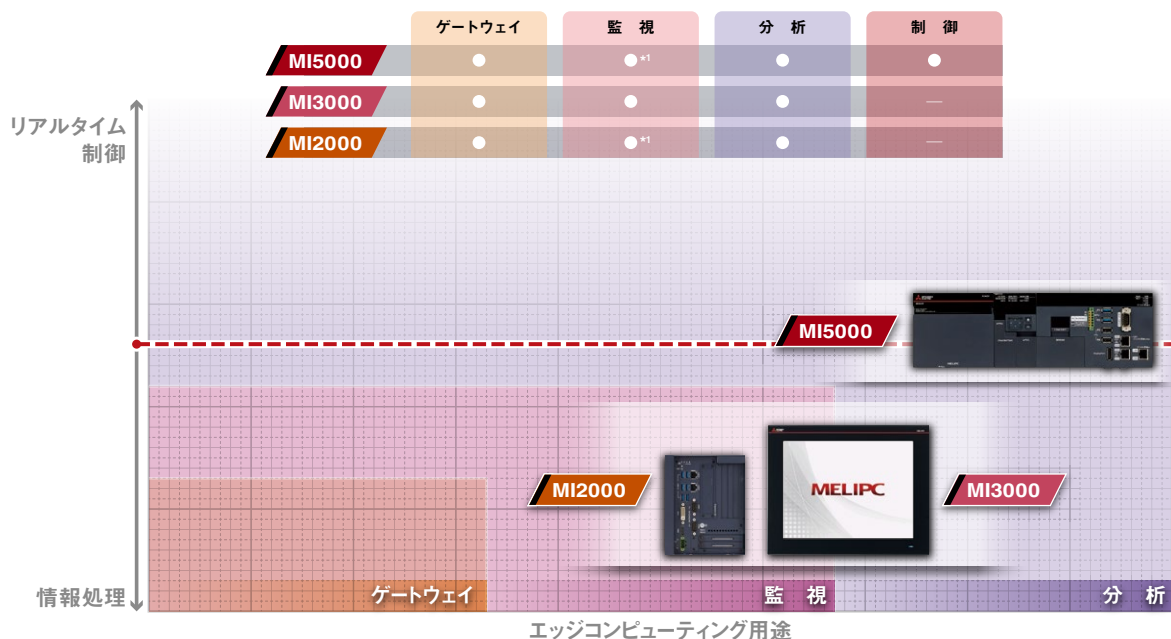 ゲートウェイ 監 視 分 析 制 御
MI5000 ● ●*1 ● ●
MI3000 ● ● ● —
MI2000 ● ●*1 ● —
リアルタイム
制御
MI5000
MI2000
MELIPC
MI3000
情報処理
ゲートウェイ 監 視 分 析
エッジコンピューティング用途